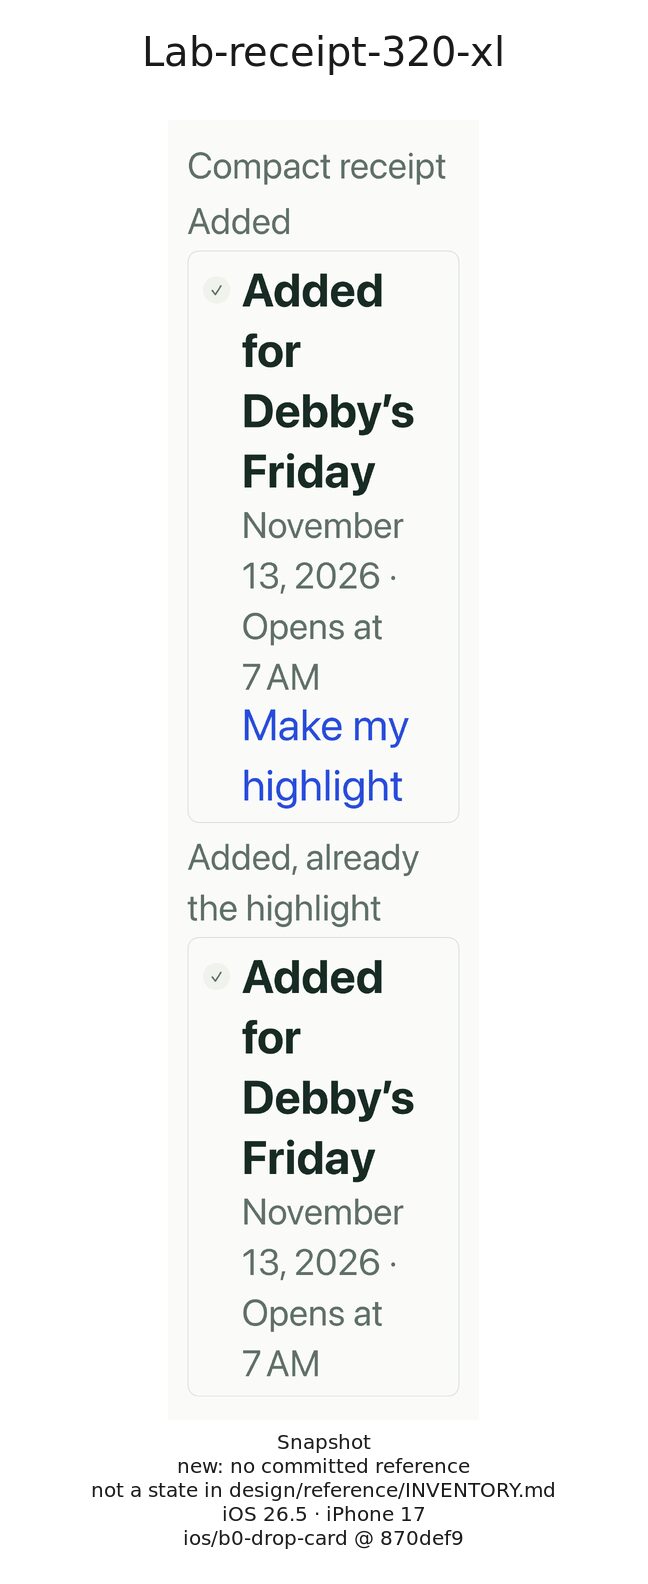 Lab-receipt-320-xl
Compact receipt
Added
Added
for
Debby’s
Friday
November
13, 2026 ·
Opens at
7 AM
Make my
highlight
Added, already
the highlight
Added
for
Debby’s
Friday
November
13, 2026 ·
Opens at
7 AM
Snapshot
new: no committed reference
not a state in design/reference/INVENTORY.md
iOS 26.5 · iPhone 17
ios/b0-drop-card @ 870def9